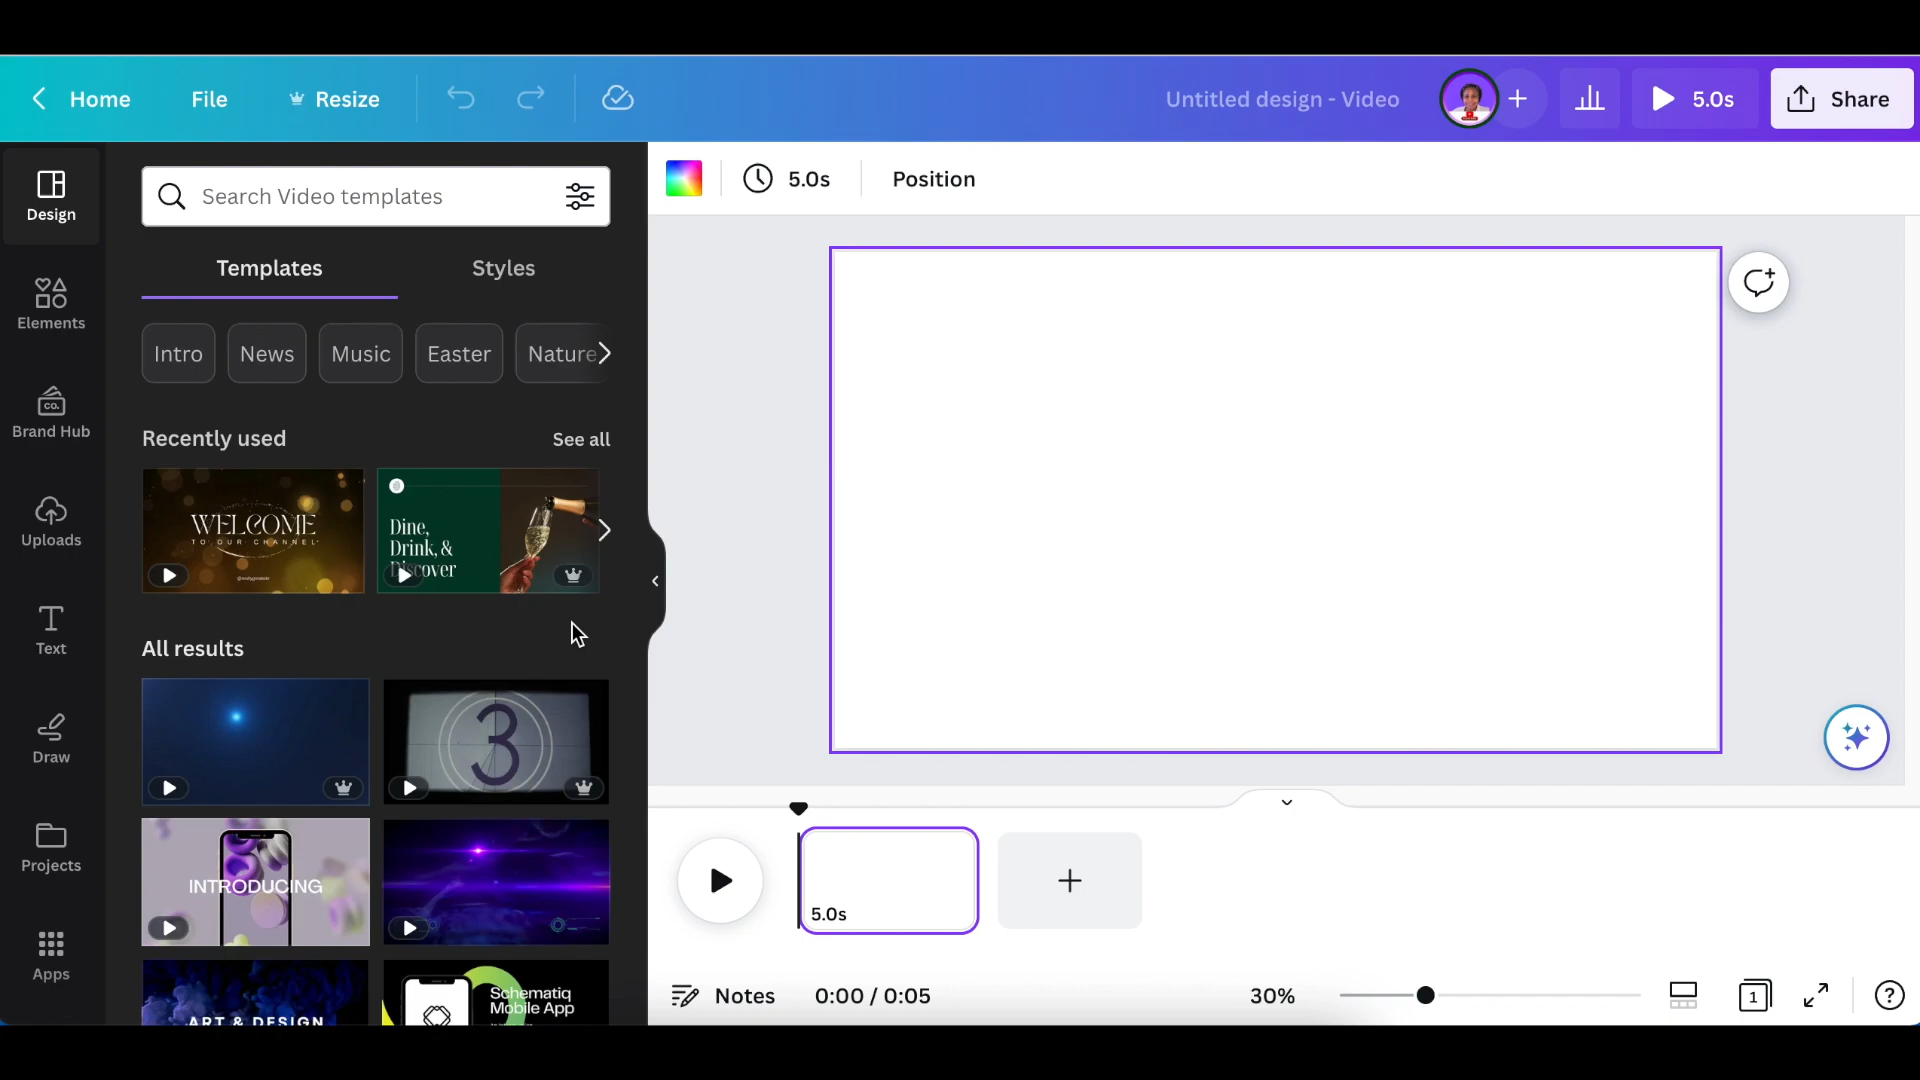 Home
File
Resize
Untitled design - Video
5.0s
Share
Design
Elements
Brand Hub
CO.
Uploads
Text
Draw
Projects
Apps
Search Video templates
Templates
Styles
Intro
News
Music
Easter
Nature
Recently used
See all
WELCOME
TO OUR CHANNEL
Dine,
Drink, &
Discover
All results
3
INTRODUCING
ART & DESIGN
Schematiq
Mobile App
5.0s
Position
5.0s
Notes
0:00 / 0:05
30%
1
?